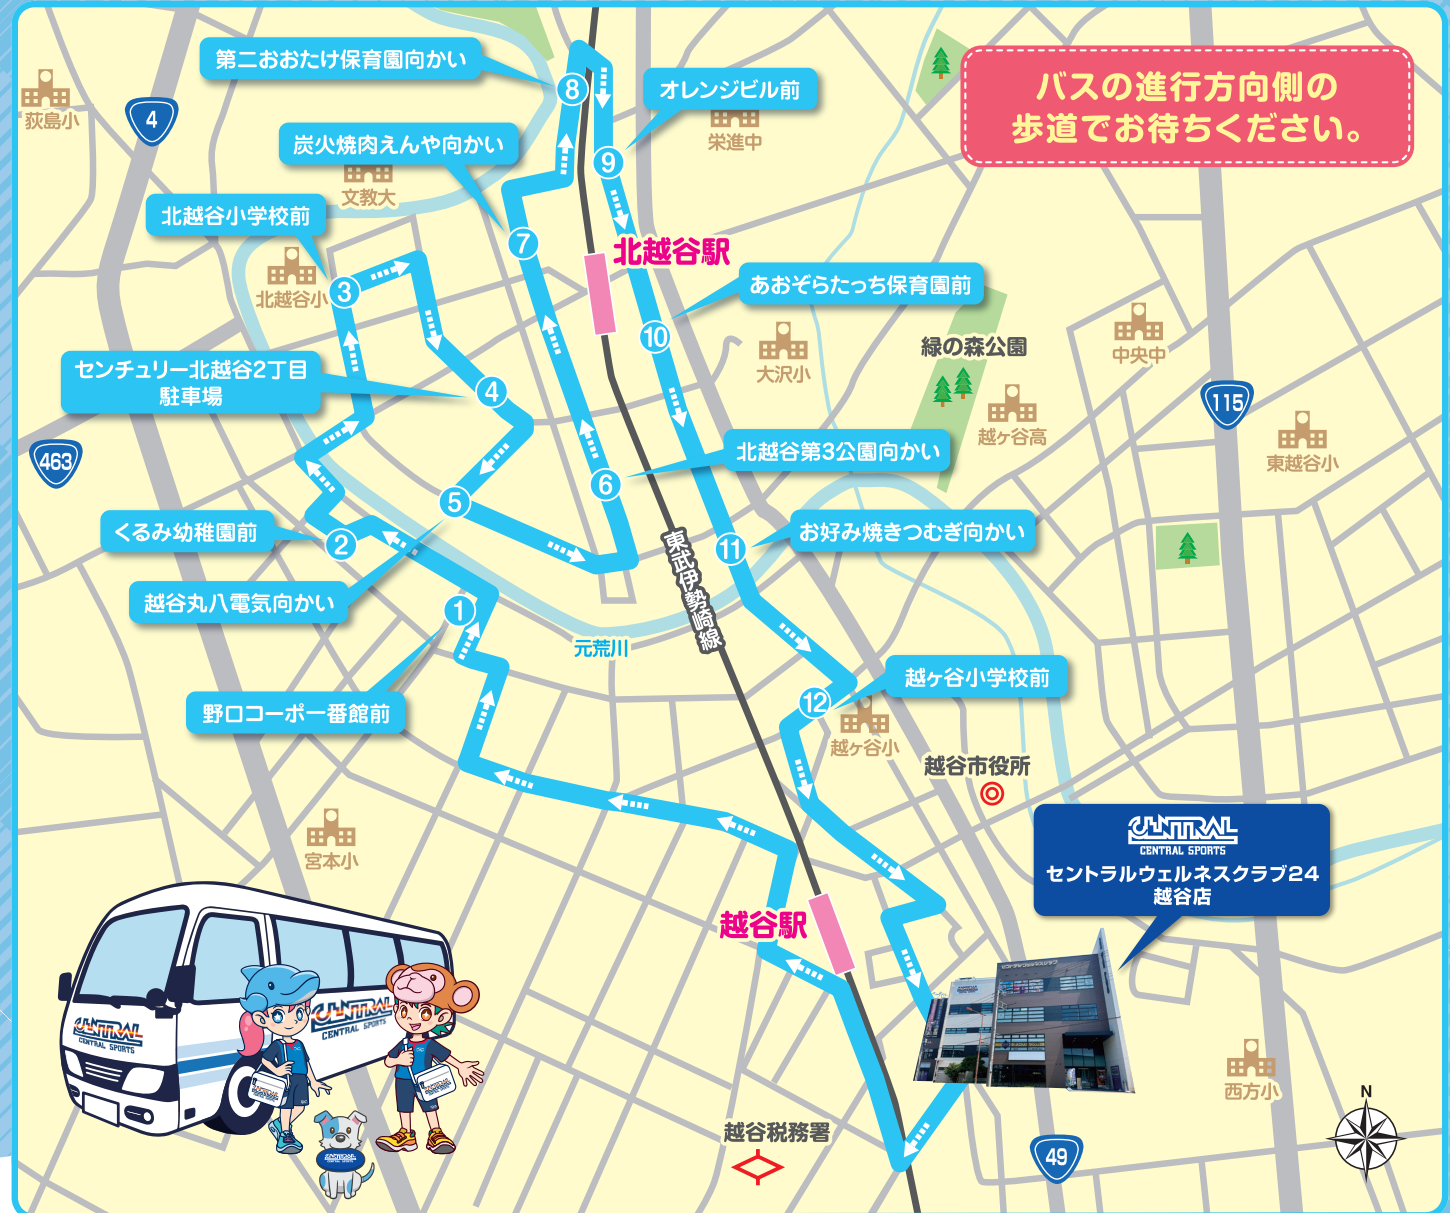 バスの進行方向側の
歩道でお待ちください。
第二おおたけ保育園向かい
8
オレンジビル前
9
荻島小
4
栄進中
炭火焼肉えんや向かい
7
文教大
北越谷小学校前
3
北越谷小
北越谷駅
あおぞらたっち保育園前
10
緑の森公園
中央中
大沢小
センチュリー北越谷2丁目
駐車場
4
115
越ヶ谷高
東越谷小
463
北越谷第3公園向かい
6
5
くるみ幼稚園前
2
お好み焼きつむぎ向かい
11
東武伊勢崎線
越谷丸八電気向かい
1
元荒川
野口コーポ一番館前
越ヶ谷小学校前
12
越ヶ谷小
越谷市役所
宮本小
CENTRAL
CENTRAL SPORTS
セントラルウェルネスクラブ24
越谷店
越谷駅
CENTRAL
CENTRAL SPORTS
CENTRAL
CENTRAL SPORTS
西方小
越谷税務署
49
N